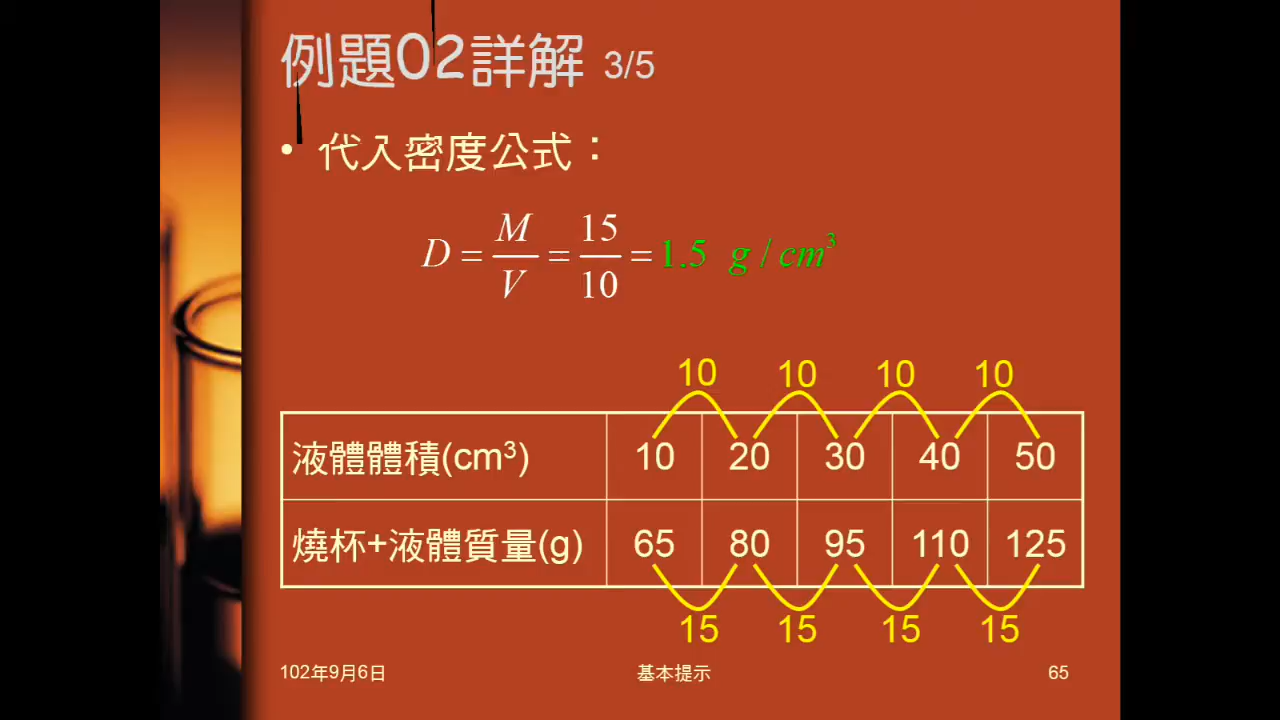 例題02詳解 3/5
• 代入密度公式：
D = M/V = 15/10 = 1.5 g / cm³
10 10 10 10
液體體積(cm³) 10 20 30 40 50
燒杯+液體質量(g) 65 80 95 110 125
15 15 15 15
102年9月6日 基本提示 65